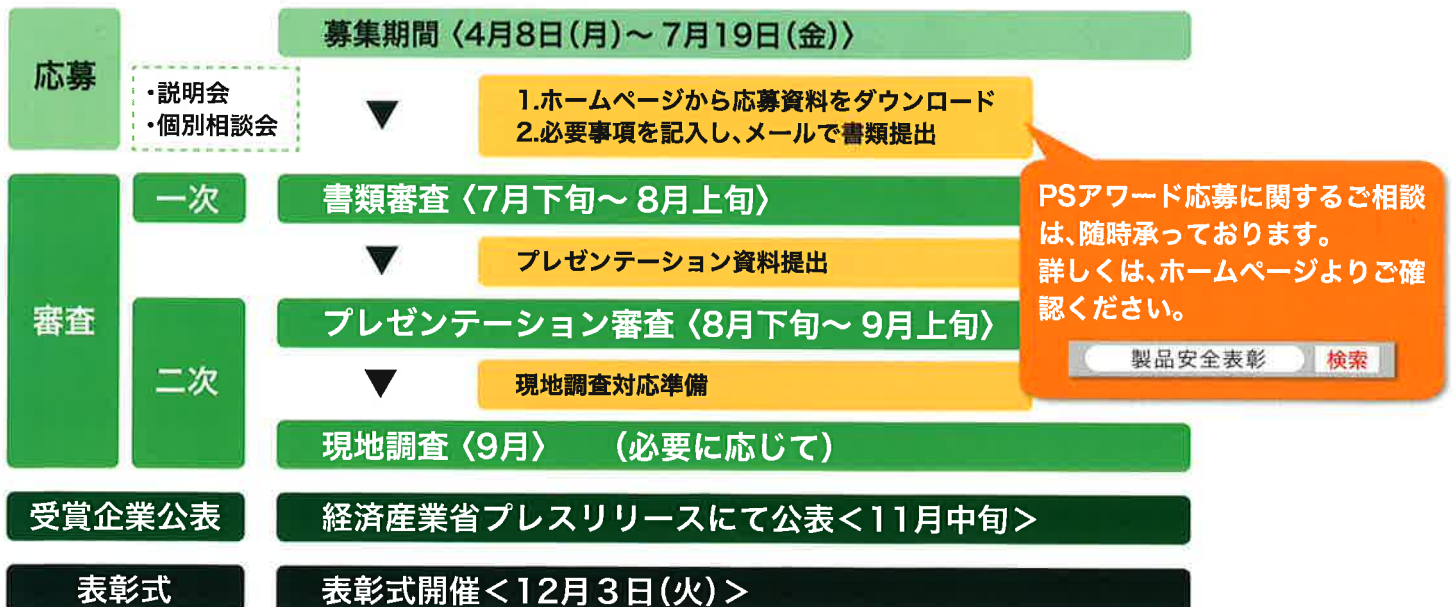 応募
募集期間〈4月8日(月)～7月19日(金)〉
・説明会
・個別相談会
▼
1.ホームページから応募資料をダウンロード
2.必要事項を記入し、メールで書類提出
PSアワード応募に関するご相談
は、随時承っております。
詳しくは、ホームページよりご確
認ください。
製品安全表彰 検索
審査
一次
書類審査〈7月下旬～8月上旬〉
▼
プレゼンテーション資料提出
二次
プレゼンテーション審査〈8月下旬～9月上旬〉
▼
現地調査対応準備
現地調査〈9月〉 （必要に応じて）
受賞企業公表
経済産業省プレスリリースにて公表＜11月中旬＞
表彰式
表彰式開催＜12月3日(火)＞